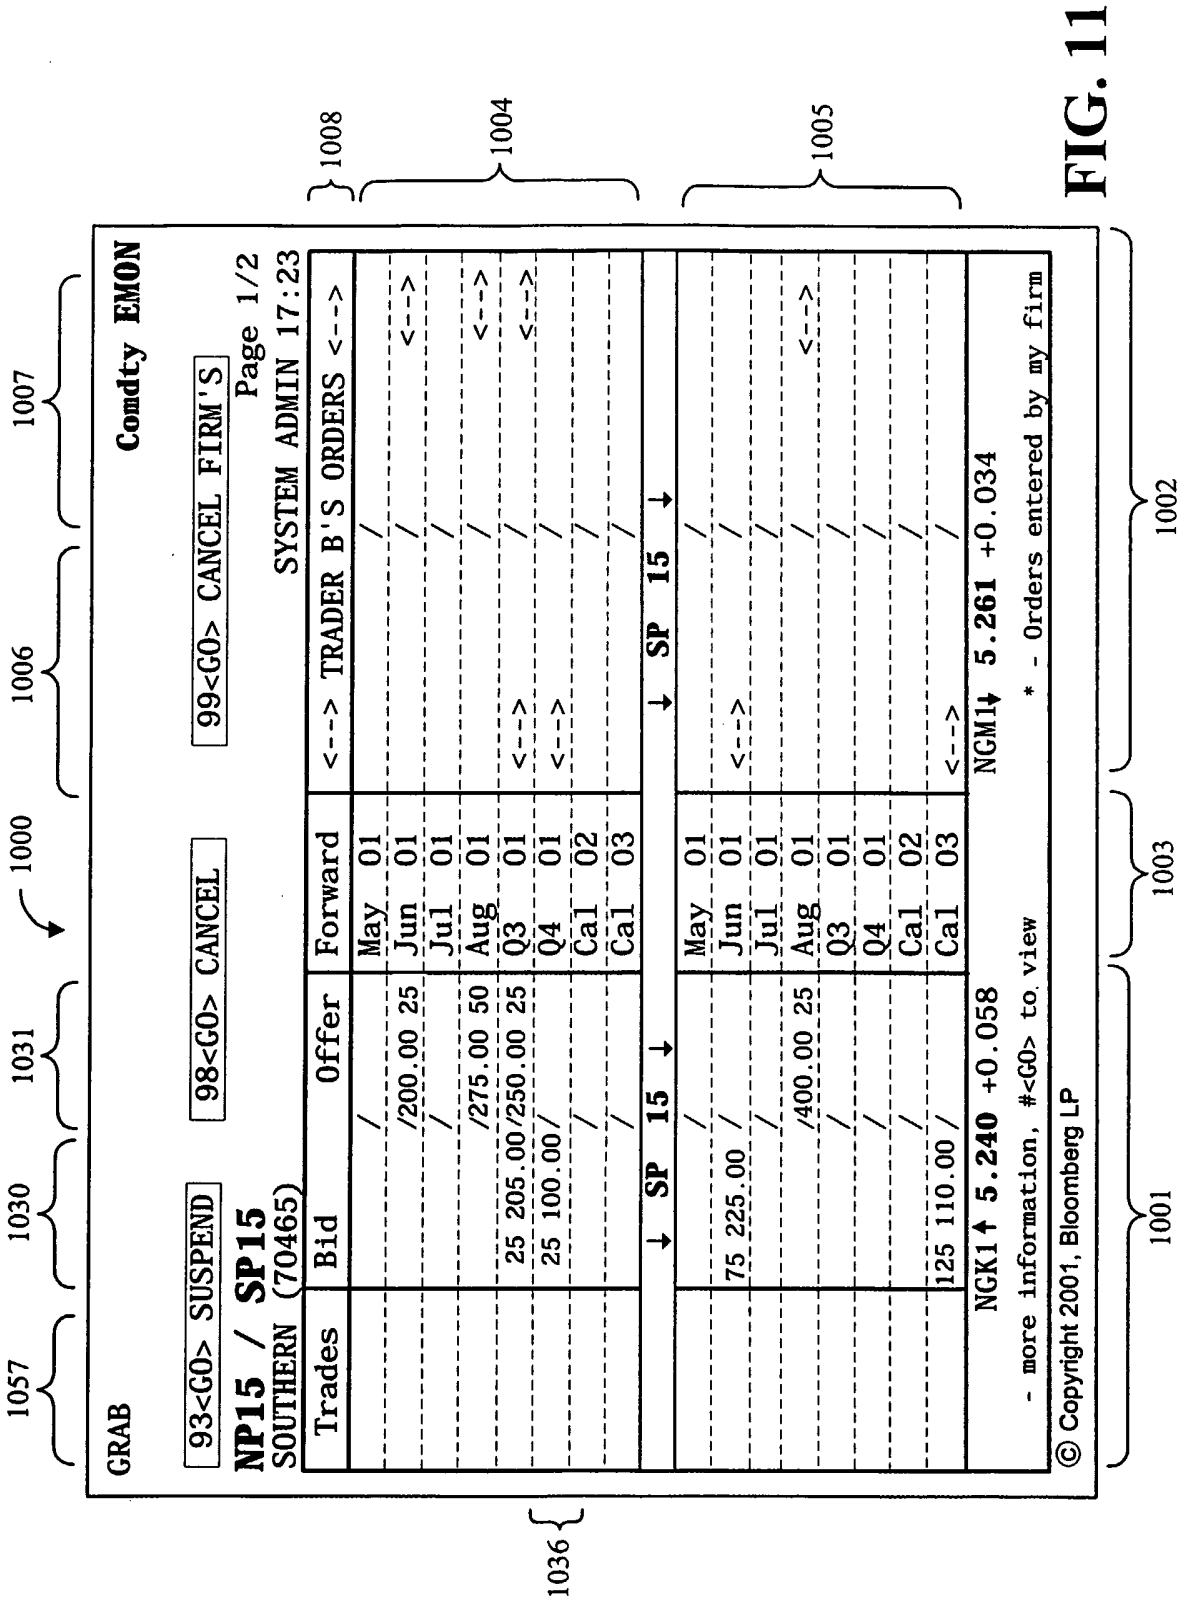 1057
1030
1031
1000
1006
1007
GRAB
Comdty EMON
93<GO> SUSPEND 98<GO> CANCEL 99<GO> CANCEL FIRM'S
NP15 / SP15 Page 1/2
SOUTHERN (70465) SYSTEM ADMIN 17:23
Trades Bid Offer Forward <--> TRADER B'S ORDERS <-->
/ May 01 /
/200.00 25 Jun 01 / <-->
/ Jul 01 /
/275.00 50 Aug 01 / <-->
25 205.00/250.00 25 Q3 01 <--> / <-->
25 100.00/ Q4 01 <--> /
/ Cal 02 /
/ Cal 03 /
↓ SP 15 ↓ ↓ SP 15 ↓
/ May 01 /
75 225.00 / Jun 01 <--> /
/ Jul 01 /
/400.00 25 Aug 01 / <-->
/ Q3 01 /
/ Q4 01 /
/ Cal 02 /
125 110.00 / Cal 03 <--> /
NGK1↑ 5.240 +0.058 NGM1↓ 5.261 +0.034
- more information, #<GO> to view * - Orders entered by my firm
© Copyright 2001, Bloomberg LP
1008
1004
1005
1036
1001
1003
1002
FIG. 11